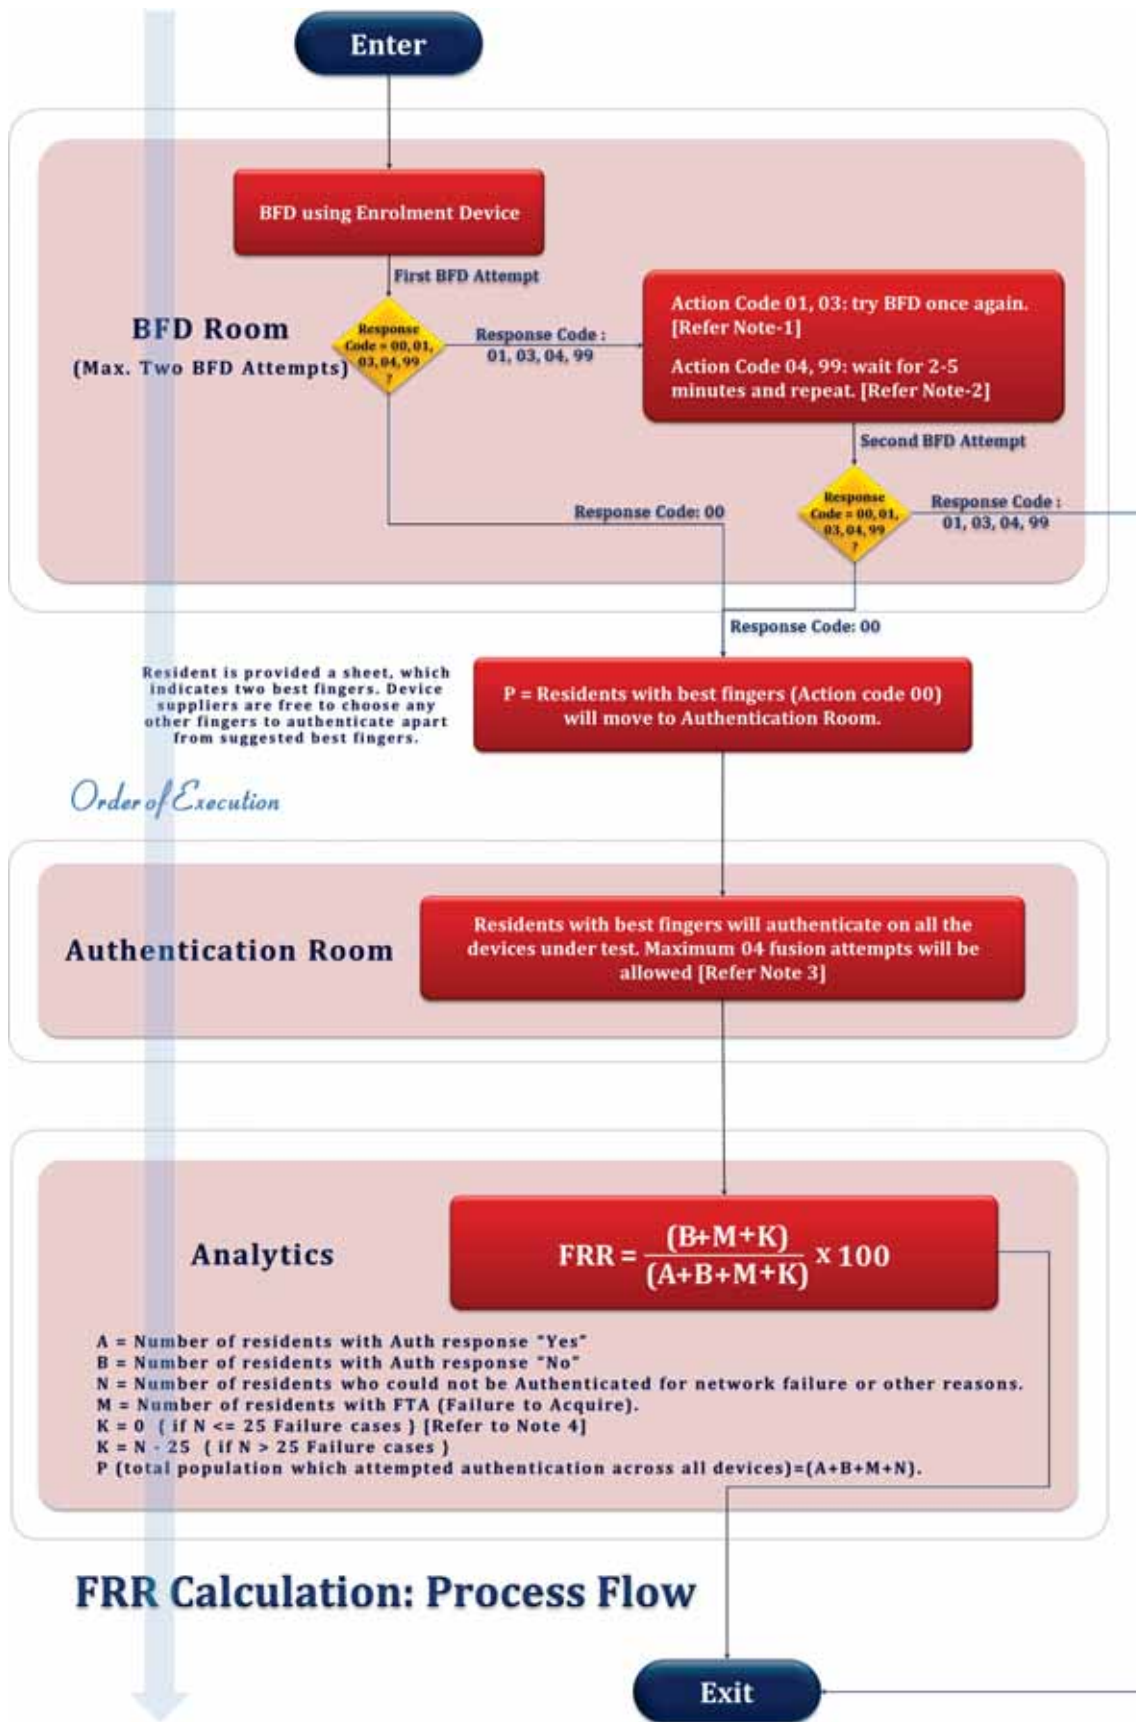 Enter
BFD using Enrolment Device
First BFD Attempt
BFD Room
(Max. Two BFD Attempts)
Response
Code = 00, 01,
03, 04, 99
?
Response Code :
01, 03, 04, 99
Action Code 01, 03: try BFD once again.
[Refer Note-1]
Action Code 04, 99: wait for 2-5
minutes and repeat. [Refer Note-2]
Second BFD Attempt
Response
Code = 00, 01,
03, 04, 99
?
Response Code :
01, 03, 04, 99
Response Code: 00
Response Code: 00
Resident is provided a sheet, which
indicates two best fingers. Device
suppliers are free to choose any
other fingers to authenticate apart
from suggested best fingers.
P = Residents with best fingers (Action code 00)
will move to Authentication Room.
Order of Execution
Authentication Room
Residents with best fingers will authenticate on all the
devices under test. Maximum 04 fusion attempts will be
allowed [Refer Note 3]
Analytics
FRR = (B+M+K) / (A+B+M+K) x 100
A = Number of residents with Auth response "Yes"
B = Number of residents with Auth response "No"
N = Number of residents who could not be Authenticated for network failure or other reasons.
M = Number of residents with FTA (Failure to Acquire).
K = 0 ( if N <= 25 Failure cases ) [Refer to Note 4]
K = N - 25 ( if N > 25 Failure cases )
P (total population which attempted authentication across all devices)=(A+B+M+N).
FRR Calculation: Process Flow
Exit